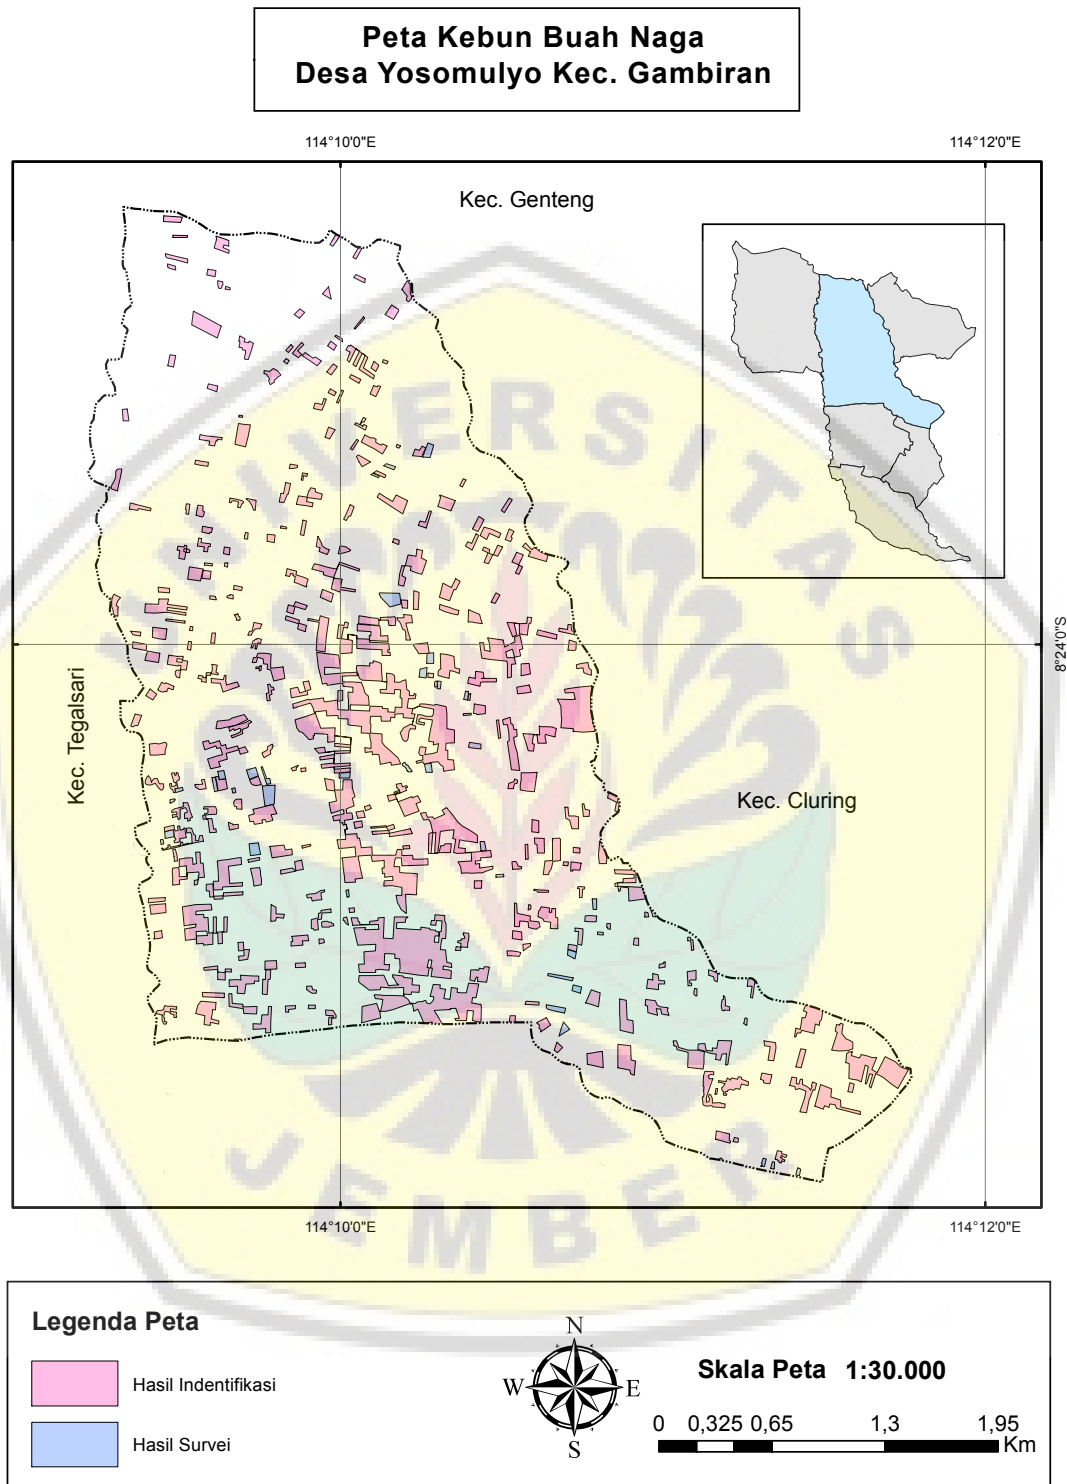 Peta Kebun Buah Naga
Desa Yosomulyo Kec. Gambiran
114°10'0"E
114°12'0"E
Kec. Genteng
UNIVERSITAS
8°24'0"S
Kec. Tegalsari
Kec. Cluring
JEMBER
114°10'0"E
114°12'0"E
Legenda Peta
Hasil Indentifikasi
Hasil Survei
N
W
E
S
Skala Peta 1:30.000
0 0,325 0,65 1,3 1,95
Km